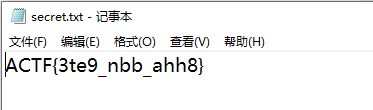 secret.txt - 记事本
文件(F) 编辑(E) 格式(O) 查看(V) 帮助(H)
ACTF{3te9_nbb_ahh8}